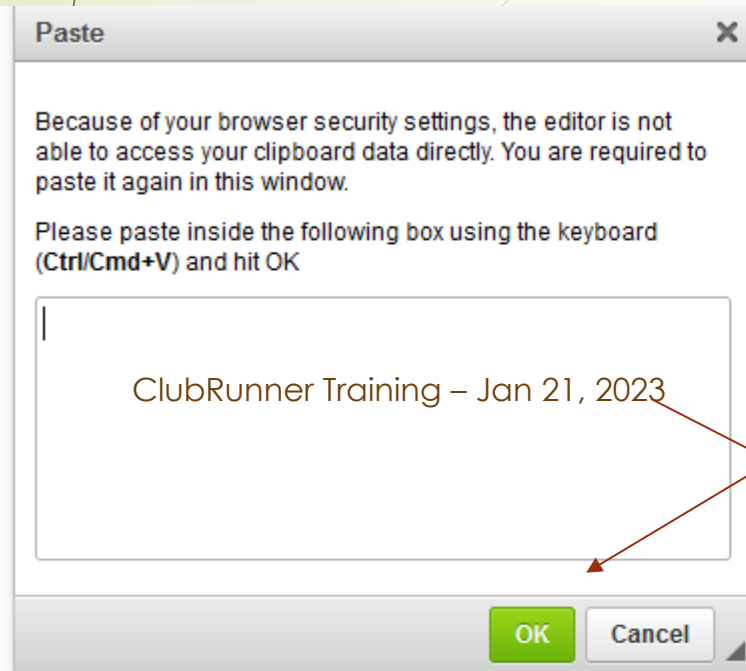 Paste
Because of your browser security settings, the editor is not
able to access your clipboard data directly. You are required to
paste it again in this window.
Please paste inside the following box using the keyboard
(Ctrl/Cmd+V) and hit OK
ClubRunner Training – Jan 21, 2023
OK Cancel